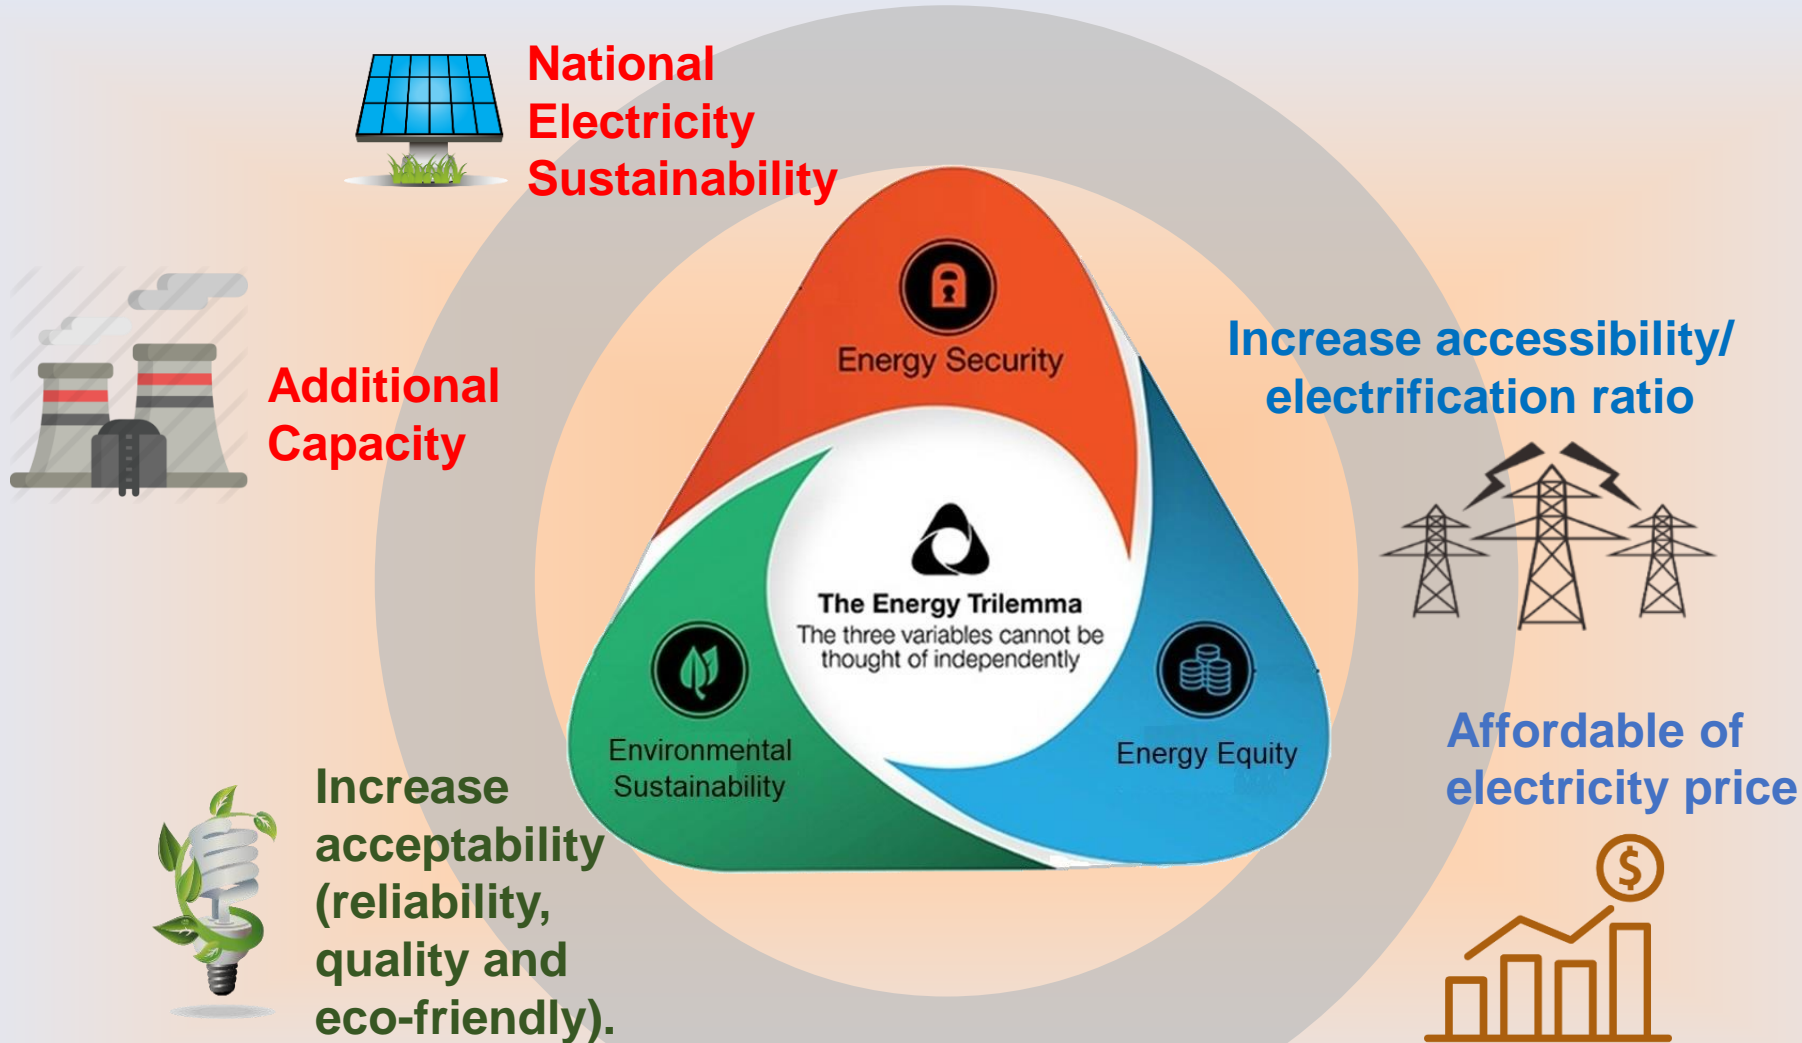 National
Electricity
Sustainability
Additional
Capacity
Energy Security
Increase accessibility/
electrification ratio
The Energy Trilemma
The three variables cannot be
thought of independently
Environmental
Sustainability
Energy Equity
Affordable of
electricity price
$
Increase
acceptability
(reliability,
quality and
eco-friendly).